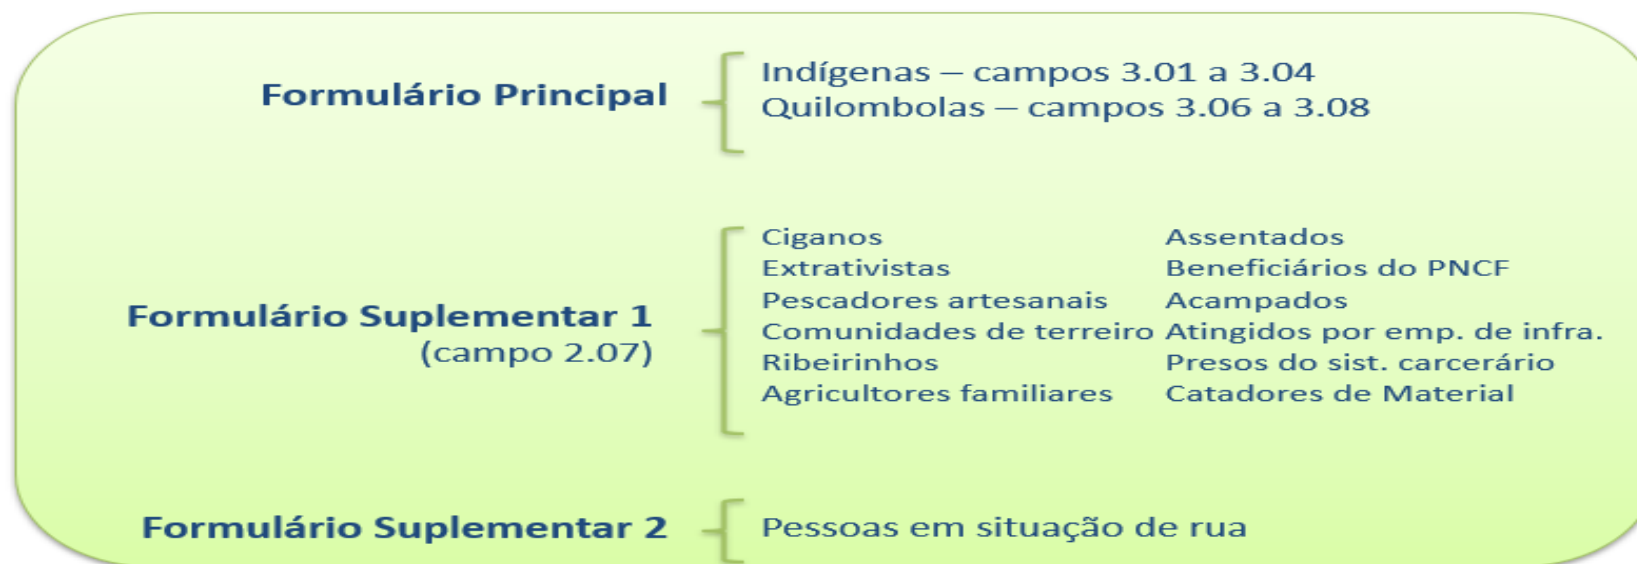 Formulário Principal
Indígenas – campos 3.01 a 3.04
Quilombolas – campos 3.06 a 3.08
Formulário Suplementar 1
(campo 2.07)
Ciganos
Extrativistas
Pescadores artesanais
Comunidades de terreiro
Ribeirinhos
Agricultores familiares
Assentados
Beneficiários do PNCF
Acampados
Atingidos por emp. de infra.
Presos do sist. carcerário
Catadores de Material
Formulário Suplementar 2
Pessoas em situação de rua